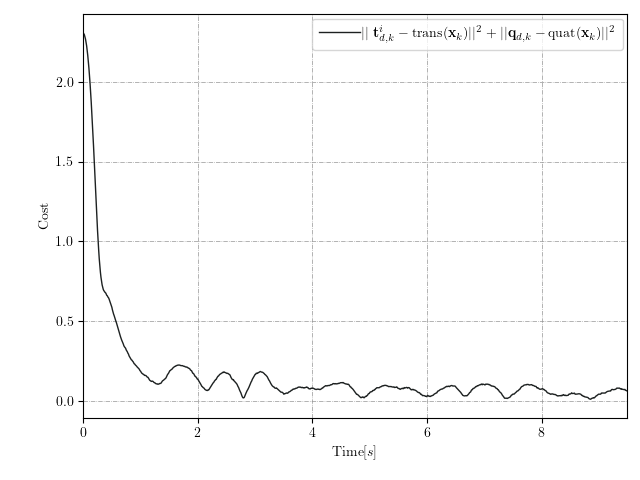 || t^i_{d,k} − trans(x_k)||^2 + ||q_{d,k} − quat(x_k)||^2
2.0
1.5
1.0
0.5
0.0
Cost
0 2 4 6 8
Time[s]